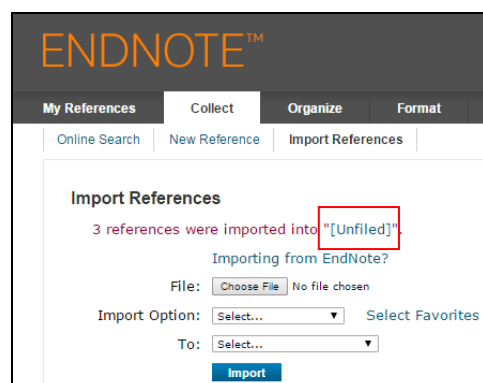 ENDNOTE™
My References Collect Organize Format
Online Search New Reference Import References
Import References
3 references were imported into "[Unfiled]".
Importing from EndNote?
File: Choose File No file chosen
Import Option: Select... ▼ Select Favorites
To: Select... ▼
Import